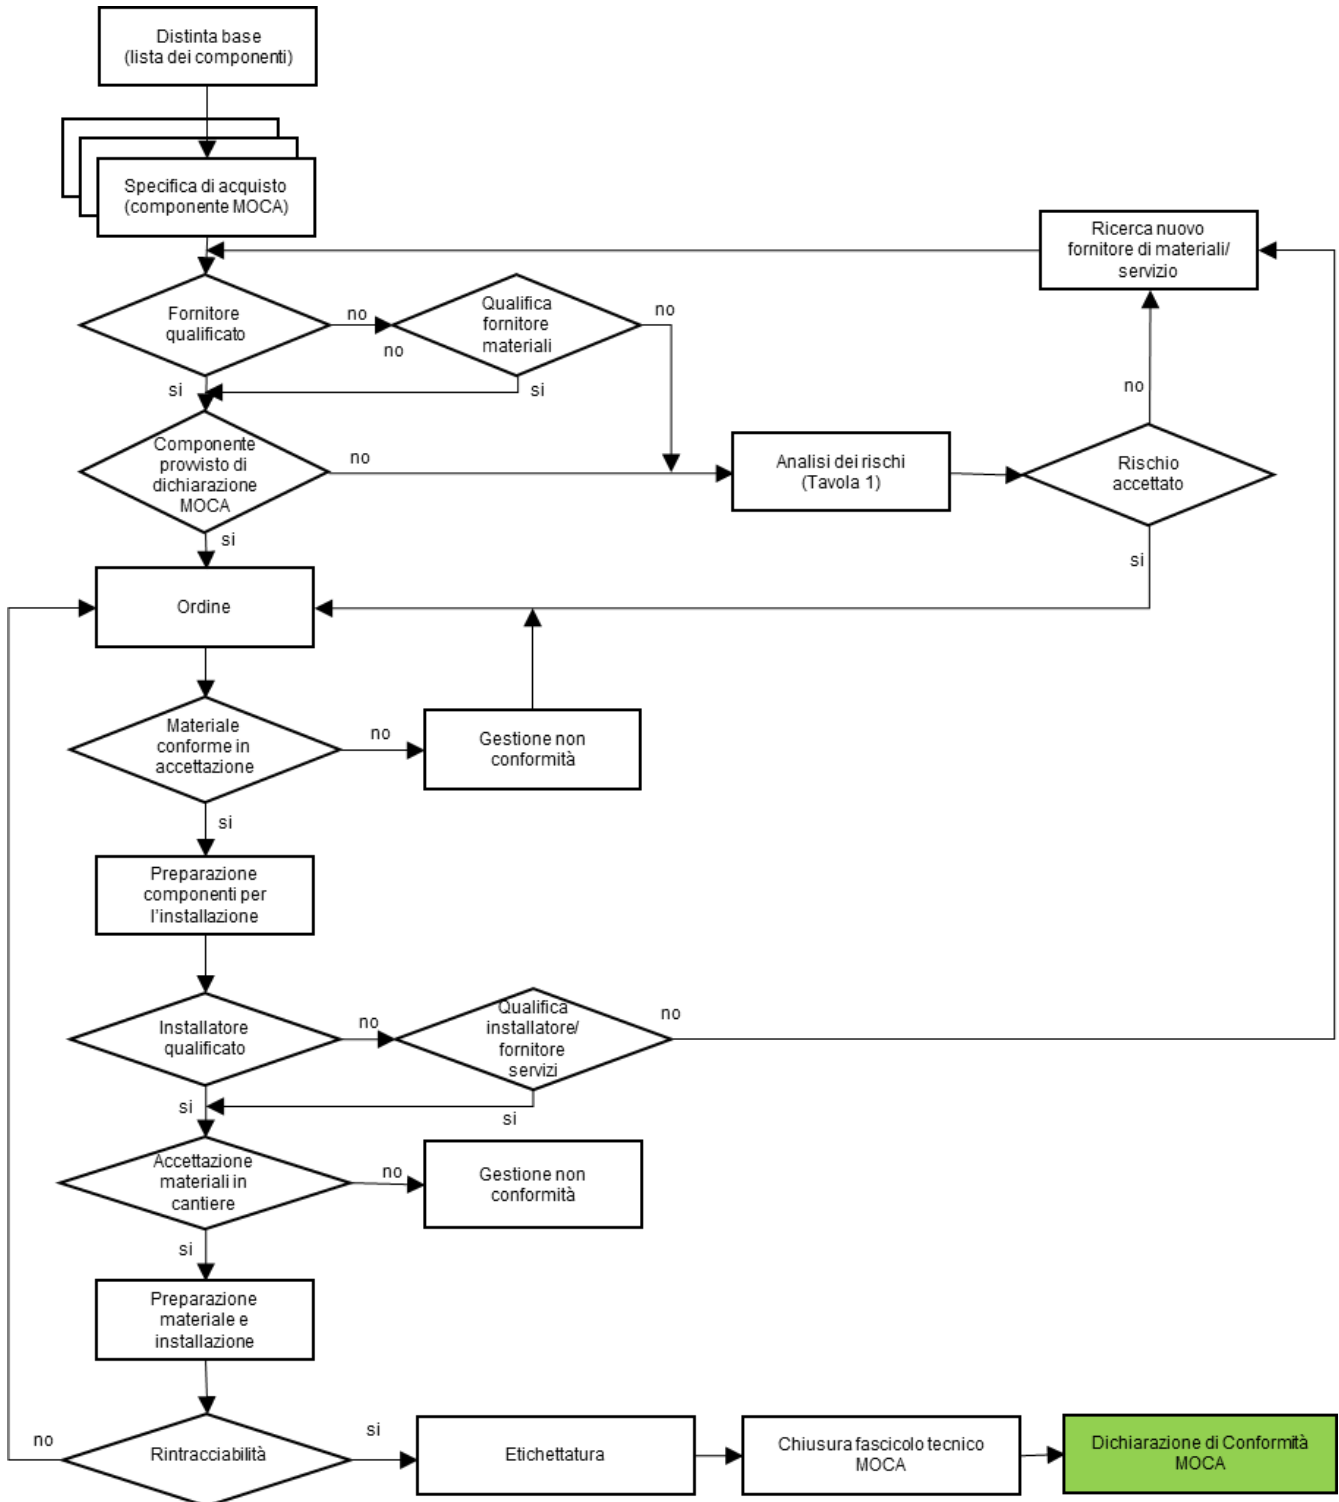 Distinta base
(lista dei componenti)
Specifica di acquisto
(componente MOCA)
Ricerca nuovo
fornitore di materiali/
servizio
Fornitore
qualificato
no
no
Qualifica
fornitore
materiali
no
si
si
no
Componente
provvisto di
dichiarazione
MOCA
no
Analisi dei rischi
(Tavola 1)
Rischio
accettato
si
si
Ordine
Materiale
conforme in
accettazione
no
Gestione non
conformità
si
Preparazione
componenti per
l'installazione
Installatore
qualificato
no
Qualifica
installatore/
fornitore
servizi
no
si
si
Accettazione
materiali in
cantiere
no
Gestione non
conformità
si
Preparazione
materiale e
installazione
no
Rintracciabilità
si
Etichettatura
Chiusura fascicolo tecnico
MOCA
Dichiarazione di Conformità
MOCA